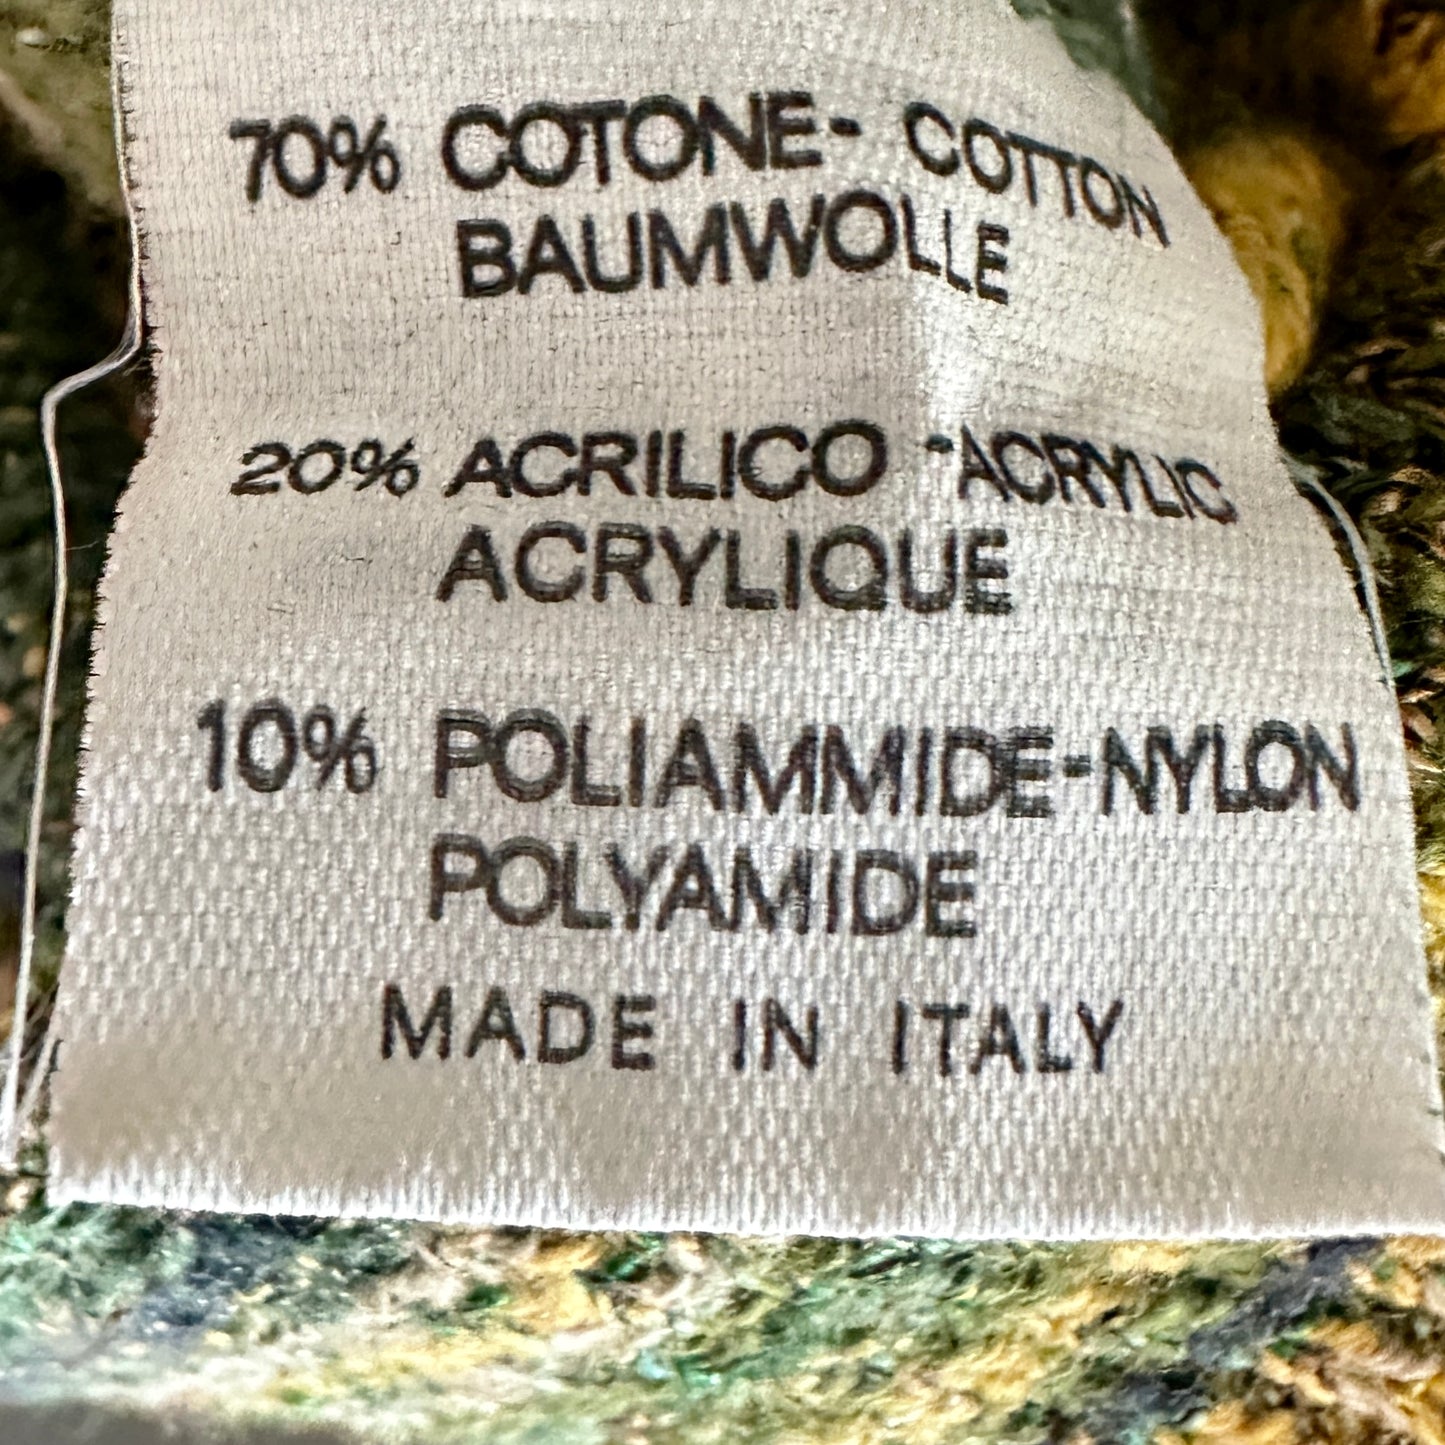 70% COTONE- COTTON
BAUMWOLLE
20% ACRILICO -ACRYLIC
ACRYLIQUE
10% POLIAMMIDE-NYLON
POLYAMIDE
MADE IN ITALY